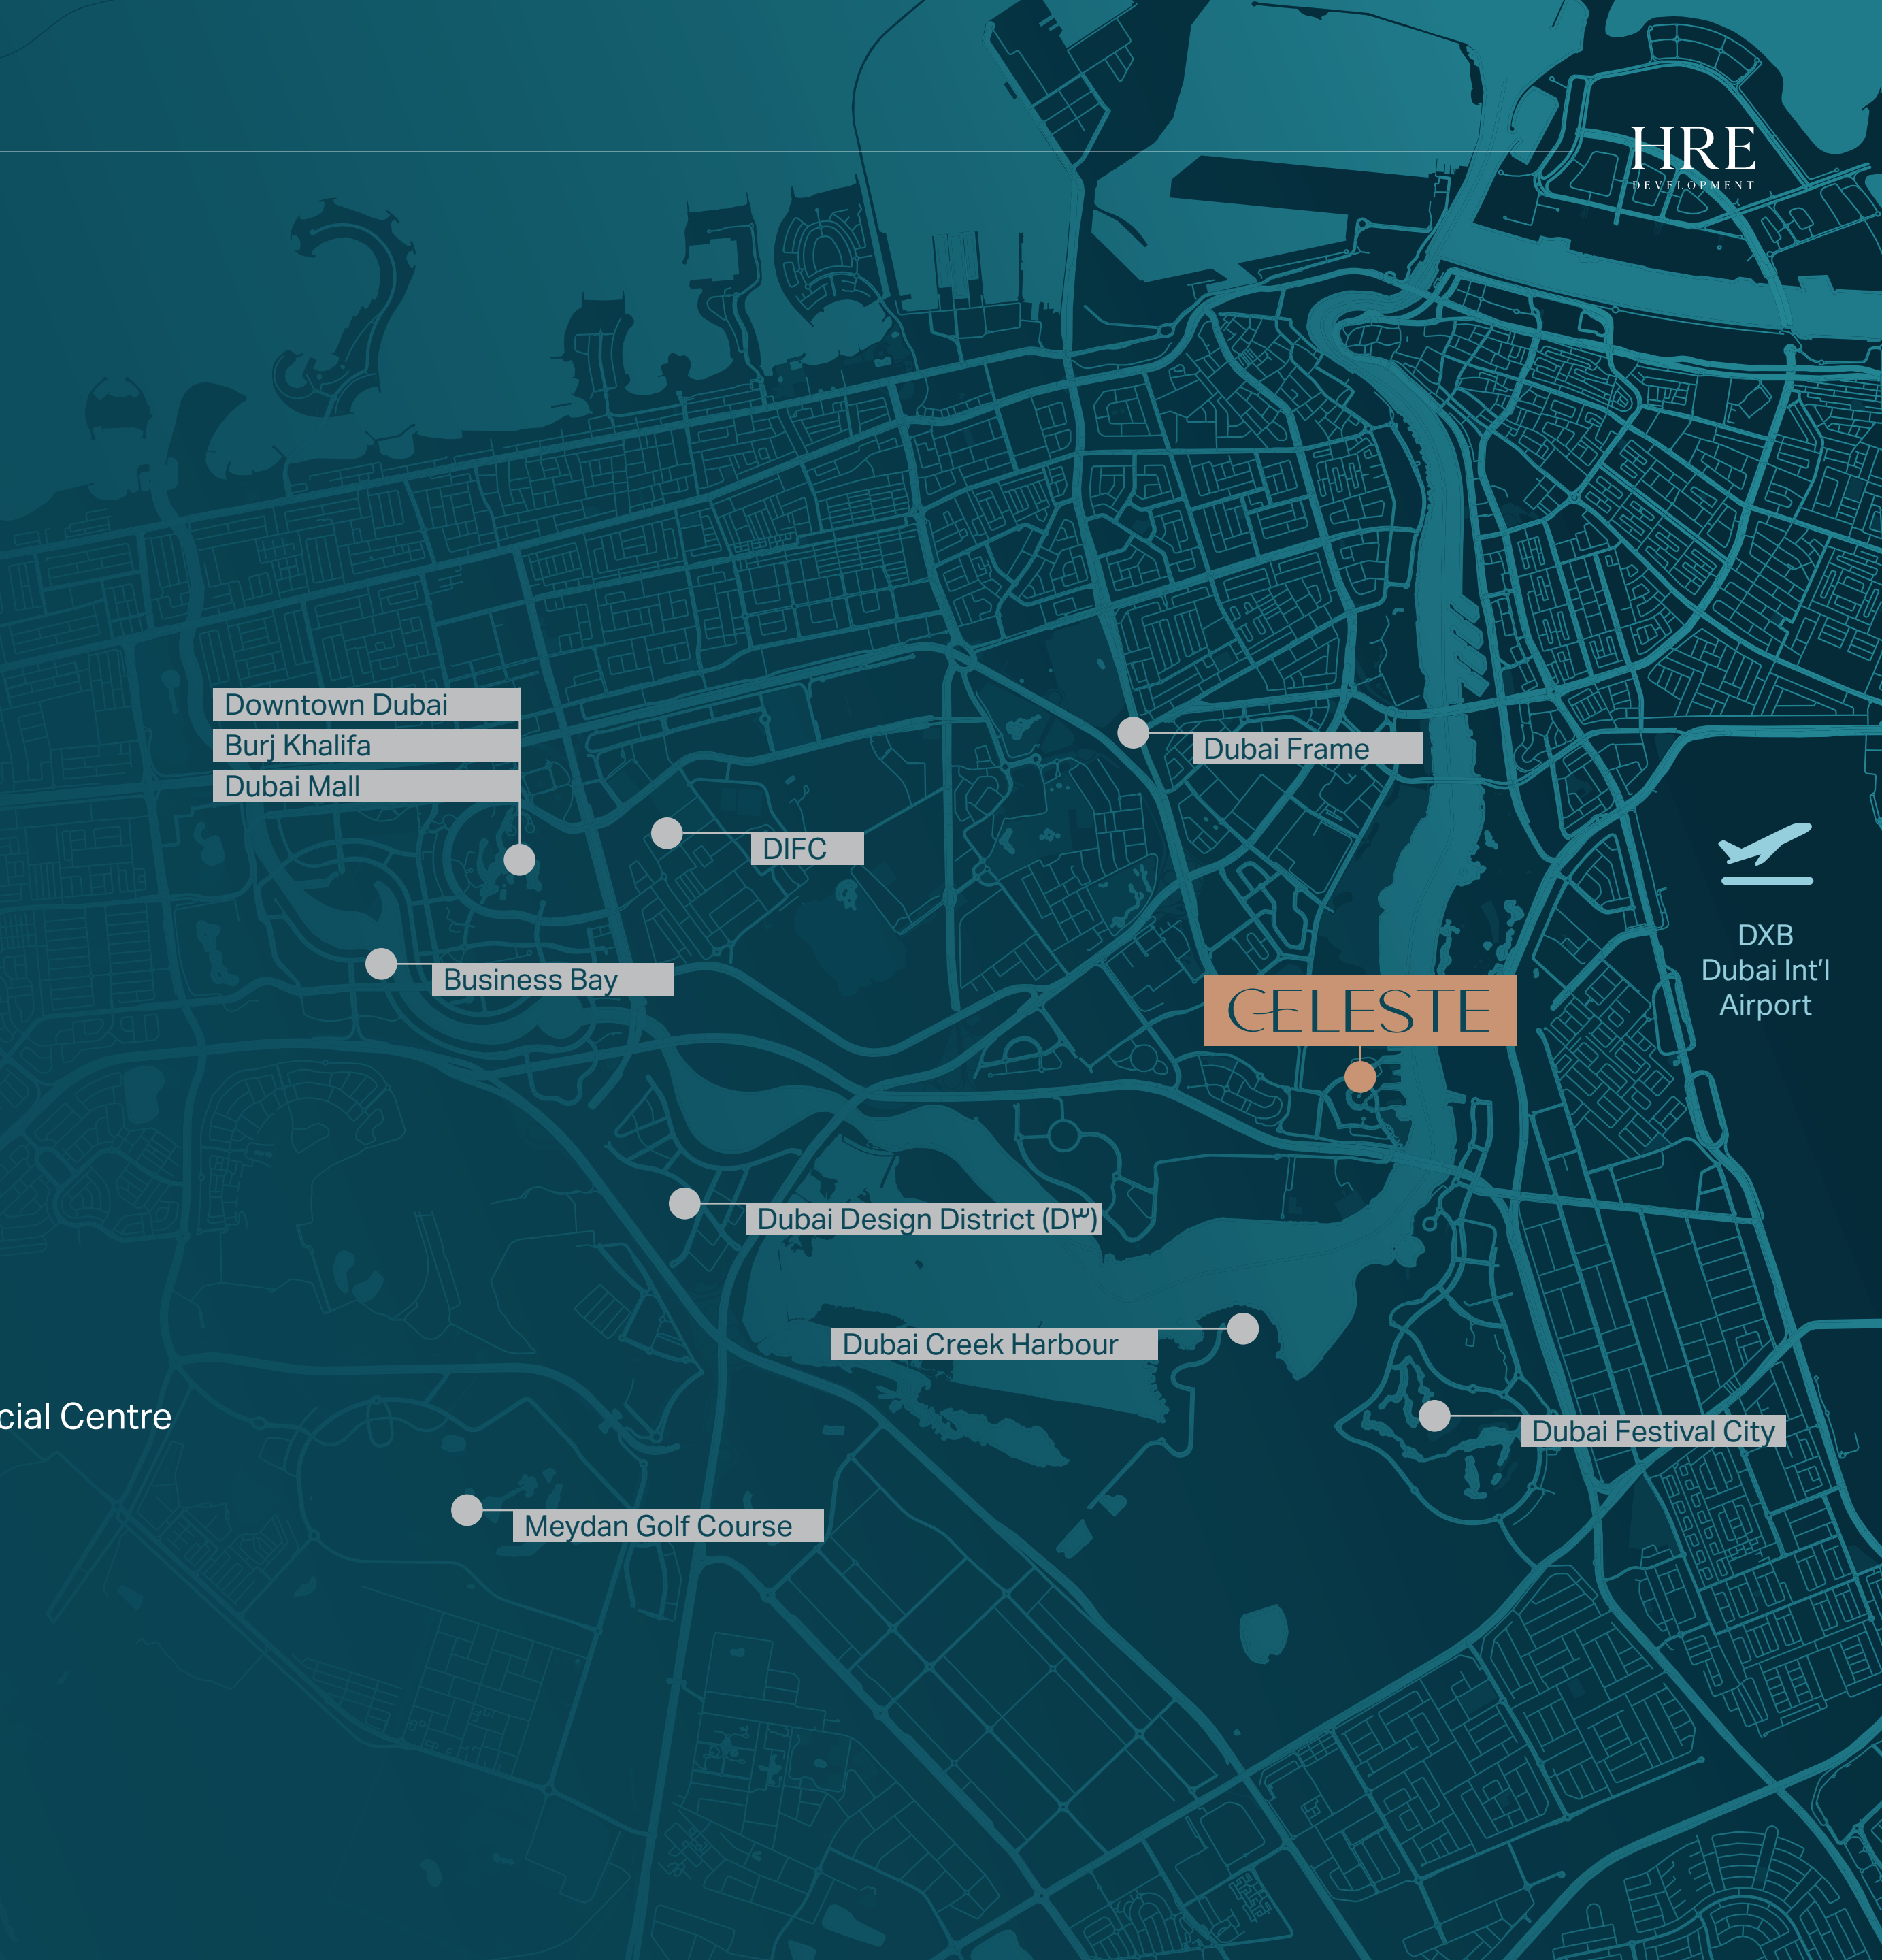 HRE
DEVELOPMENT
Downtown Dubai
Burj Khalifa
Dubai Mall
Dubai Frame
DIFC
DXB
Dubai Int'l
Airport
Business Bay
CELESTE
Dubai Design District (D٣)
Dubai Creek Harbour
cial Centre
Dubai Festival City
Meydan Golf Course